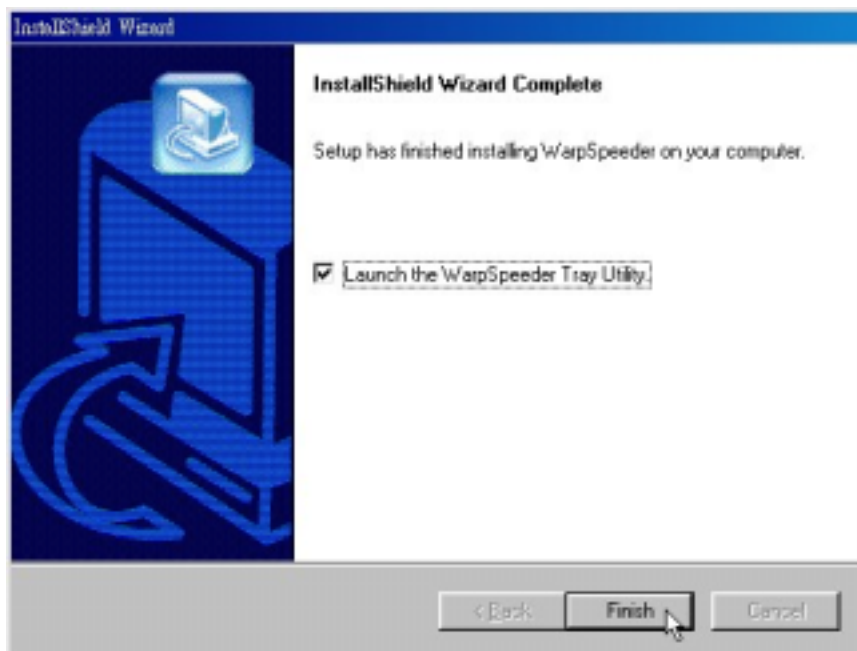 InstallShield Wizard
InstallShield Wizard Complete
Setup has finished installing WarpSpeeder on your computer.
Launch the WarpSpeeder Tray Utility.
< Back
Finish
Cancel